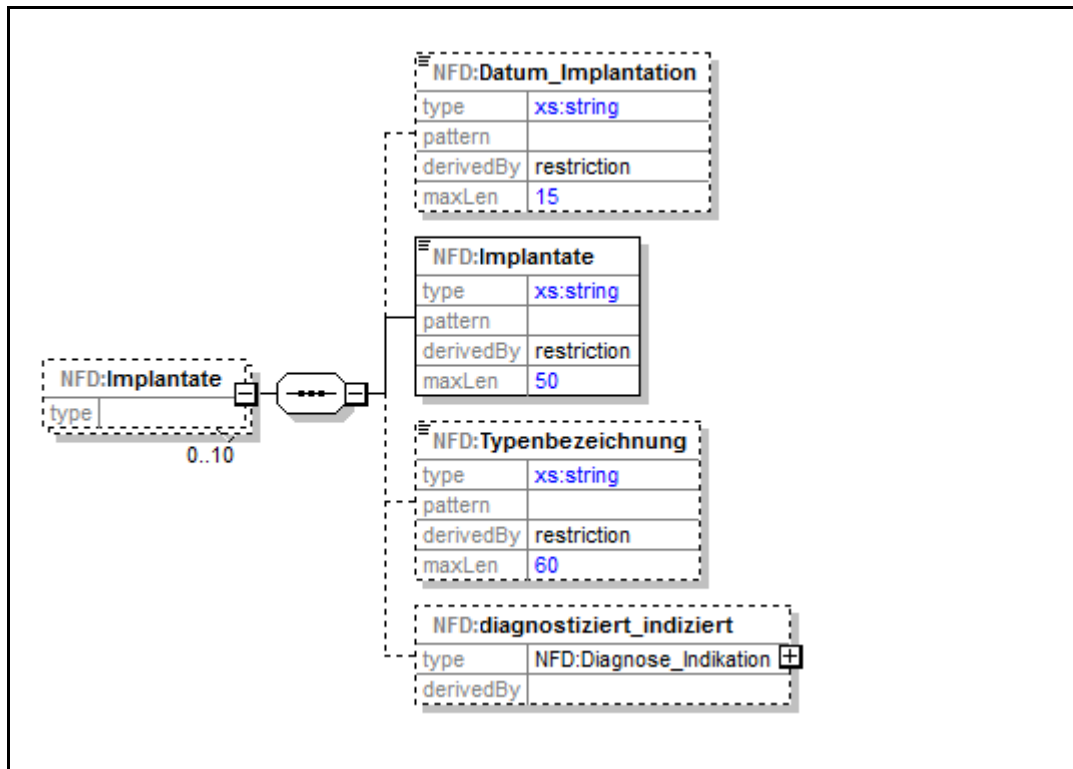 NFD:Datum_Implantation
type xs:string
pattern
derivedBy restriction
maxLen 15
NFD:Implantate
type xs:string
pattern
derivedBy restriction
maxLen 50
NFD:Implantate
type
0..10
NFD:Typenbezeichnung
type xs:string
pattern
derivedBy restriction
maxLen 60
NFD:diagnostiziert_indiziert
type NFD:Diagnose_Indikation
derivedBy